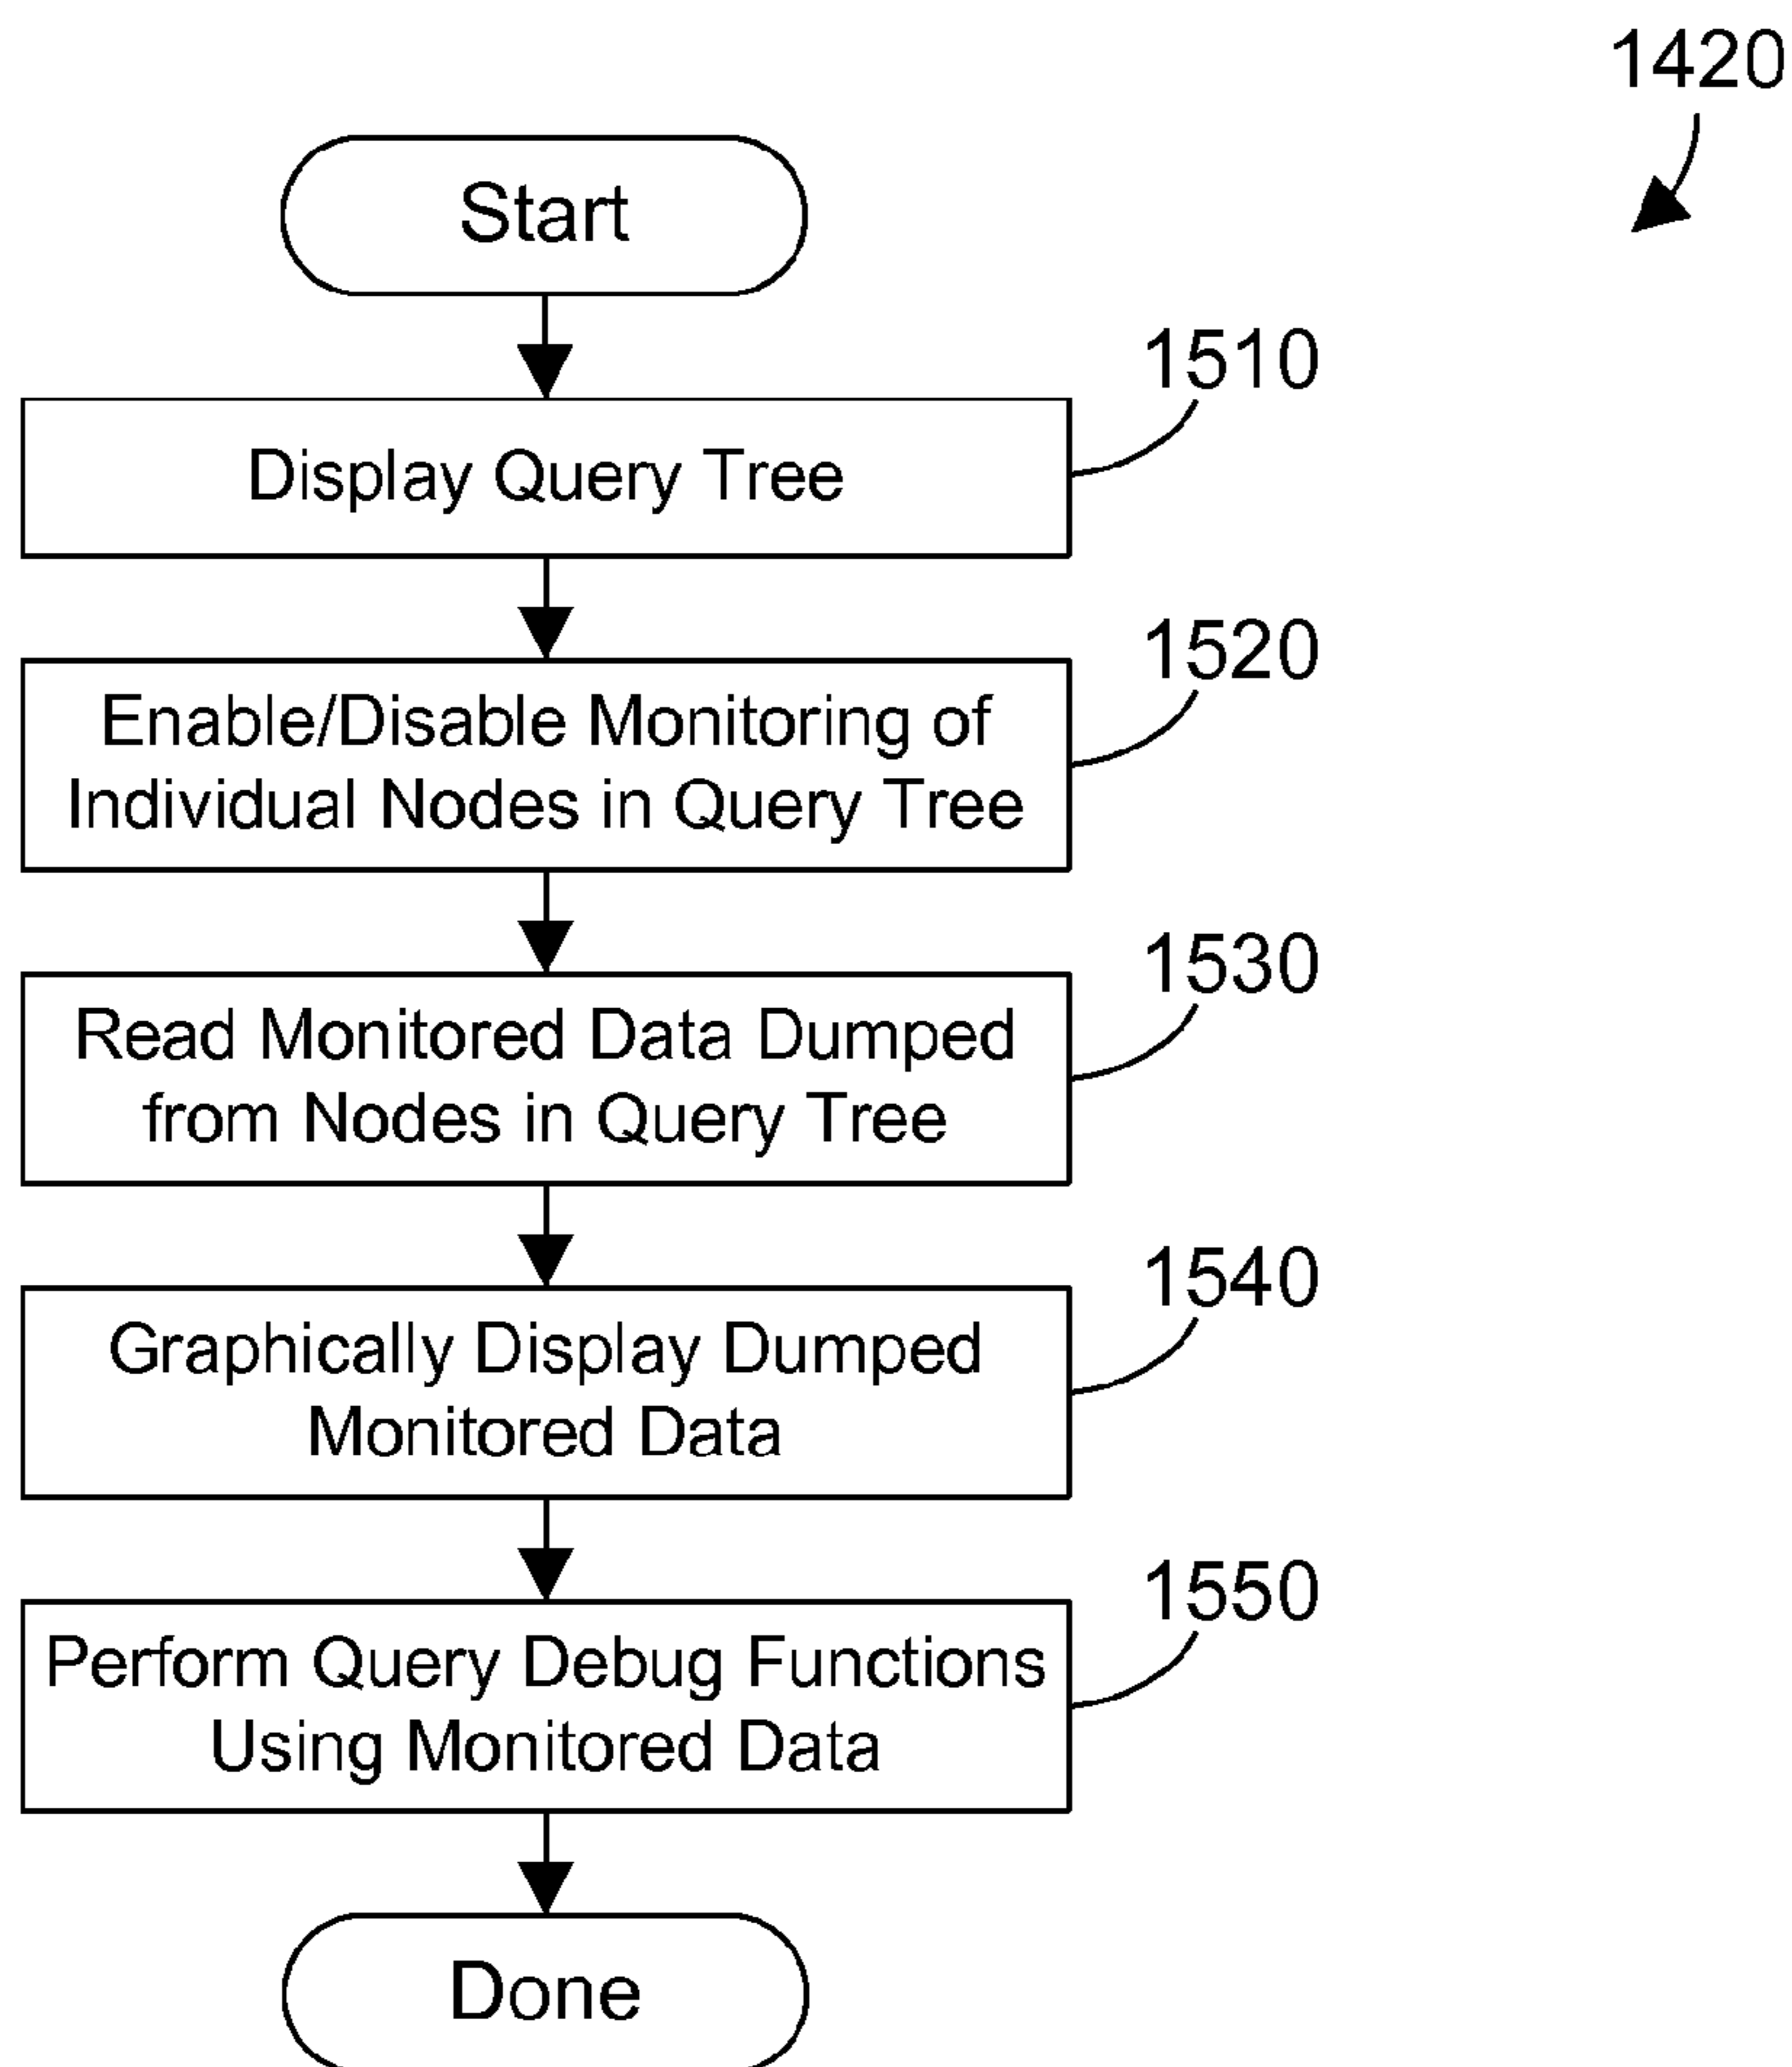 1420
Start
1510
Display Query Tree
1520
Enable/Disable Monitoring of
Individual Nodes in Query Tree
1530
Read Monitored Data Dumped
from Nodes in Query Tree
1540
Graphically Display Dumped
Monitored Data
1550
Perform Query Debug Functions
Using Monitored Data
Done